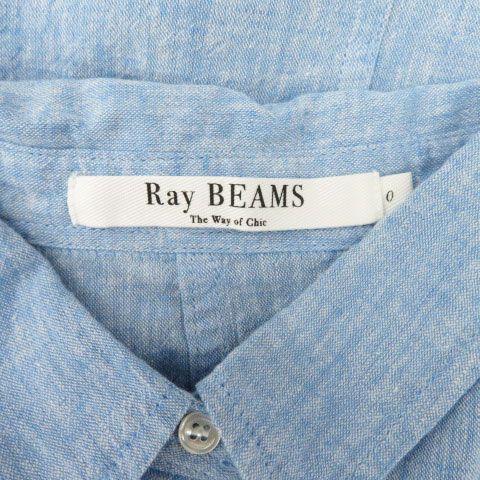 Ray BEAMS
The Way of Chic
0